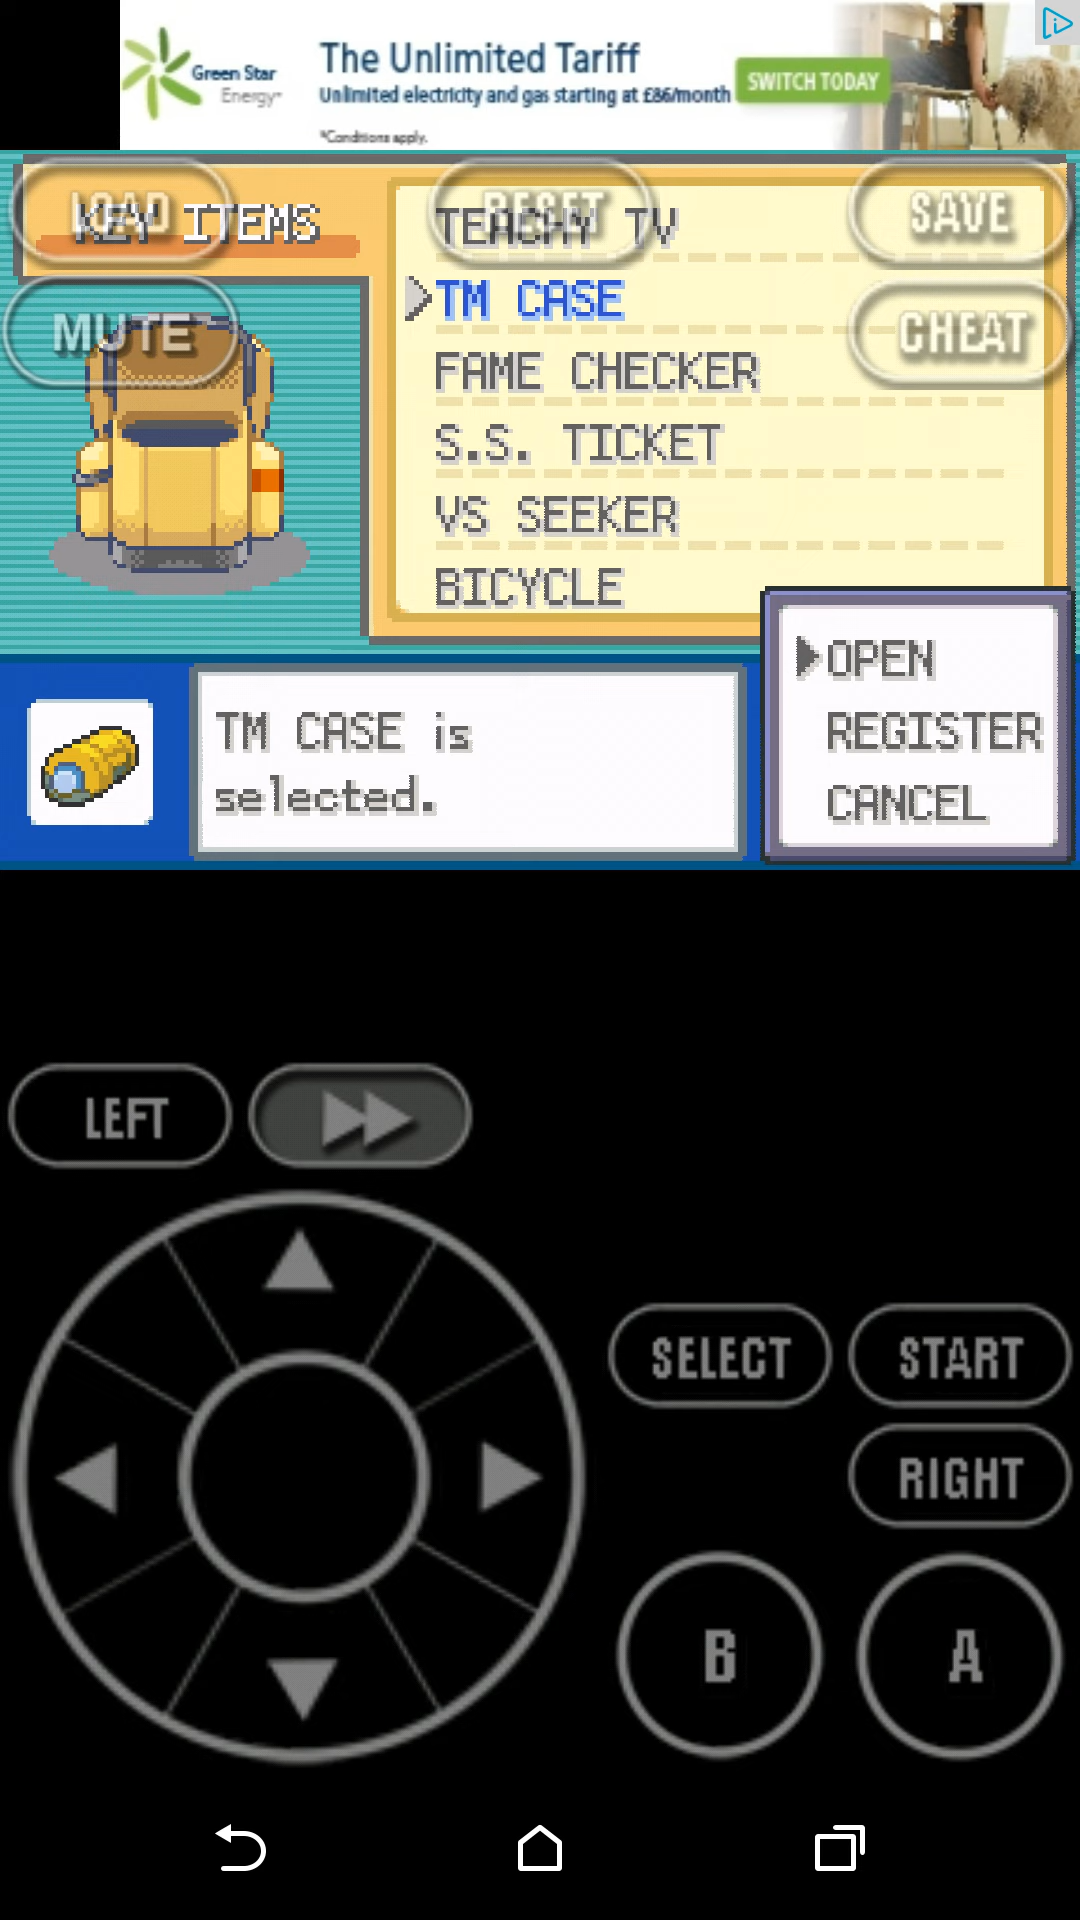 Green Star
Energy
The Unlimited Tariff
Unlimited electricity and gas starting at £86/month
*Conditions apply.
SWITCH TODAY
LOAD
RESET
SAVE
KEY ITEMS
TEACHY TV
TM CASE
MUTE
CHEAT
FAME CHECKER
S.S. TICKET
VS SEEKER
BICYCLE
OPEN
REGISTER
CANCEL
TM CASE is
selected.
LEFT
SELECT
START
RIGHT
B
A